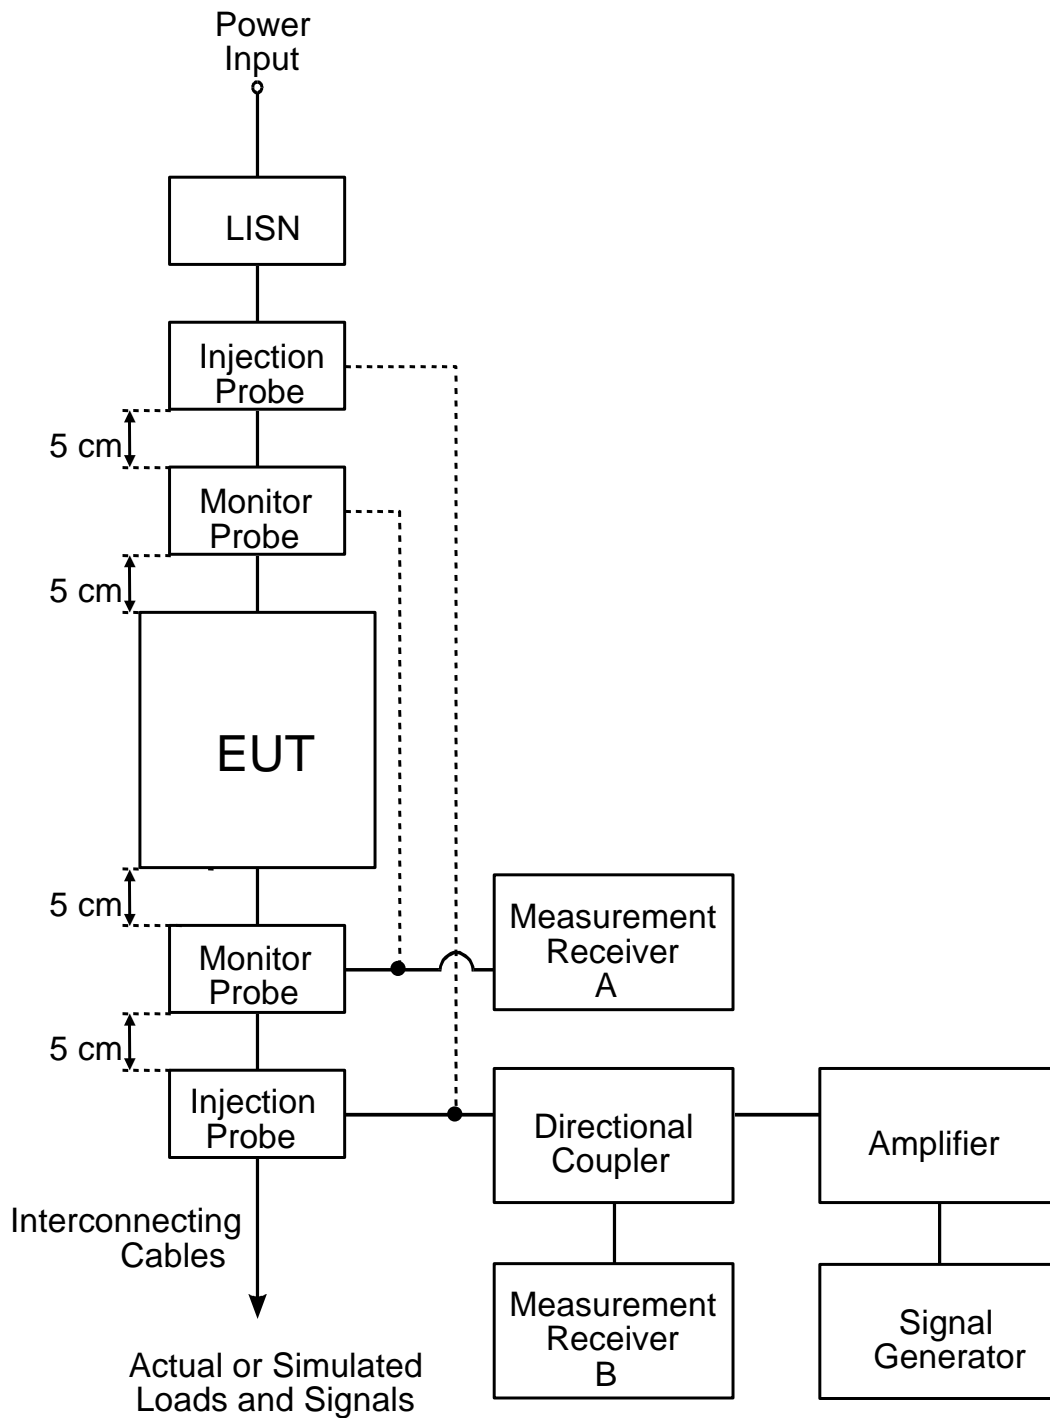 Power
Input
LISN
Injection
Probe
5 cm
Monitor
Probe
5 cm
EUT
5 cm
Monitor
Probe
Measurement
Receiver
A
5 cm
Injection
Probe
Directional
Coupler
Amplifier
Interconnecting
Cables
Measurement
Receiver
B
Signal
Generator
Actual or Simulated
Loads and Signals